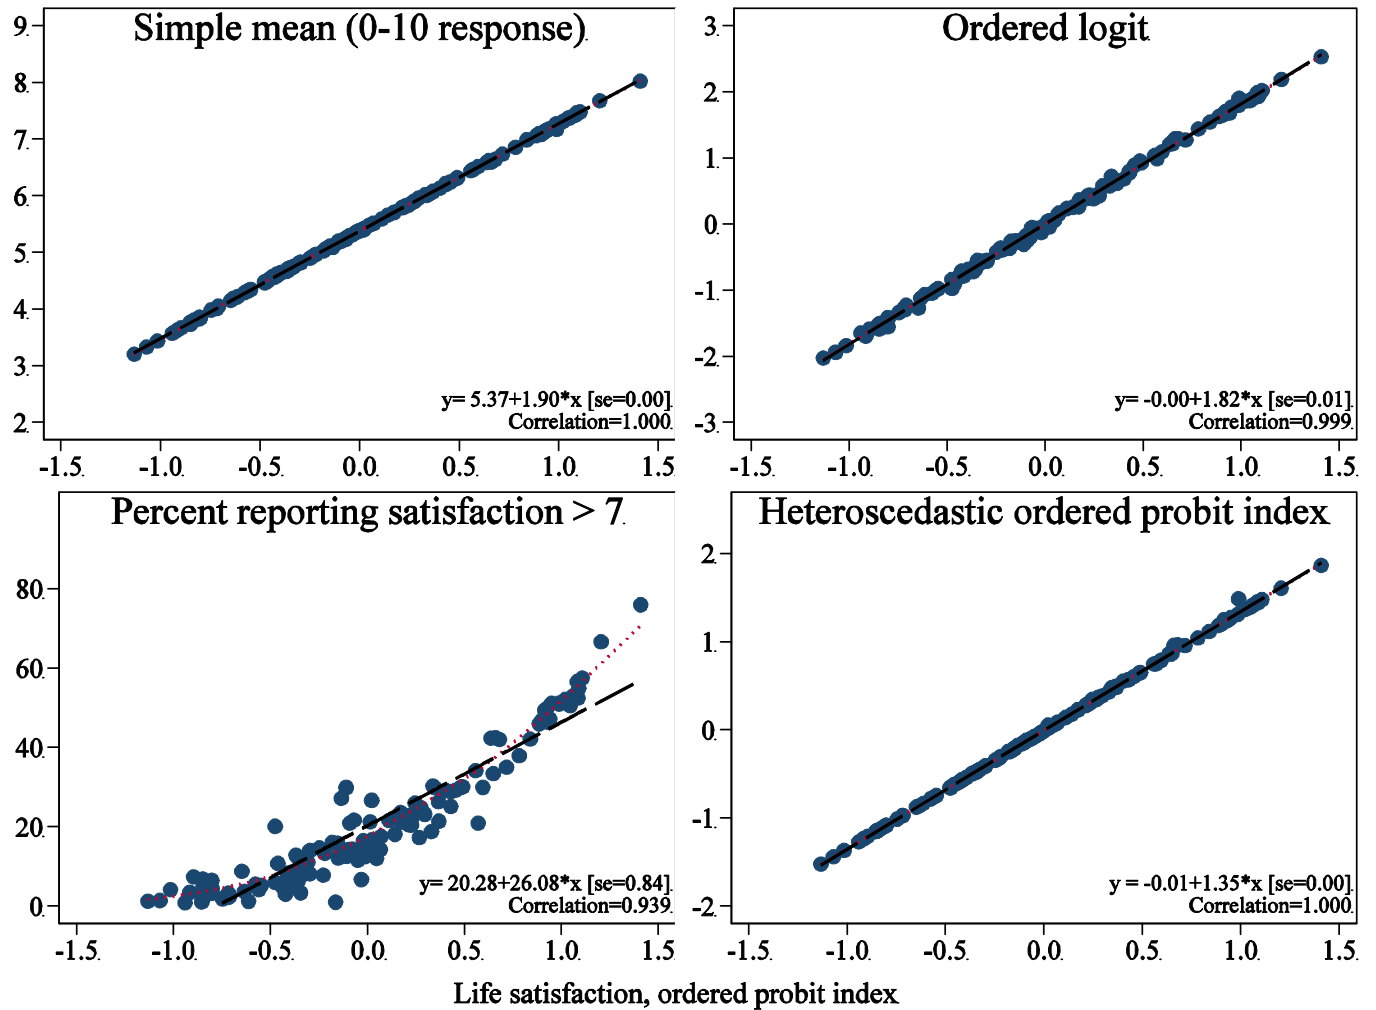 Simple mean (0-10 response)
9
8
7
6
5
4
3
2
y= 5.37+1.90*x [se=0.00]
Correlation=1.000
-1.5 -1.0 -0.5 0.0 0.5 1.0 1.5
Ordered logit
3
2
1
0
-1
-2
-3
y= -0.00+1.82*x [se=0.01]
Correlation=0.999
-1.5 -1.0 -0.5 0.0 0.5 1.0 1.5
Percent reporting satisfaction > 7
80
60
40
20
0
y= 20.28+26.08*x [se=0.84]
Correlation=0.939
-1.5 -1.0 -0.5 0.0 0.5 1.0 1.5
Heteroscedastic ordered probit index
2
1
0
-1
-2
y = -0.01+1.35*x [se=0.00]
Correlation=1.000
-1.5 -1.0 -0.5 0.0 0.5 1.0 1.5
Life satisfaction, ordered probit index